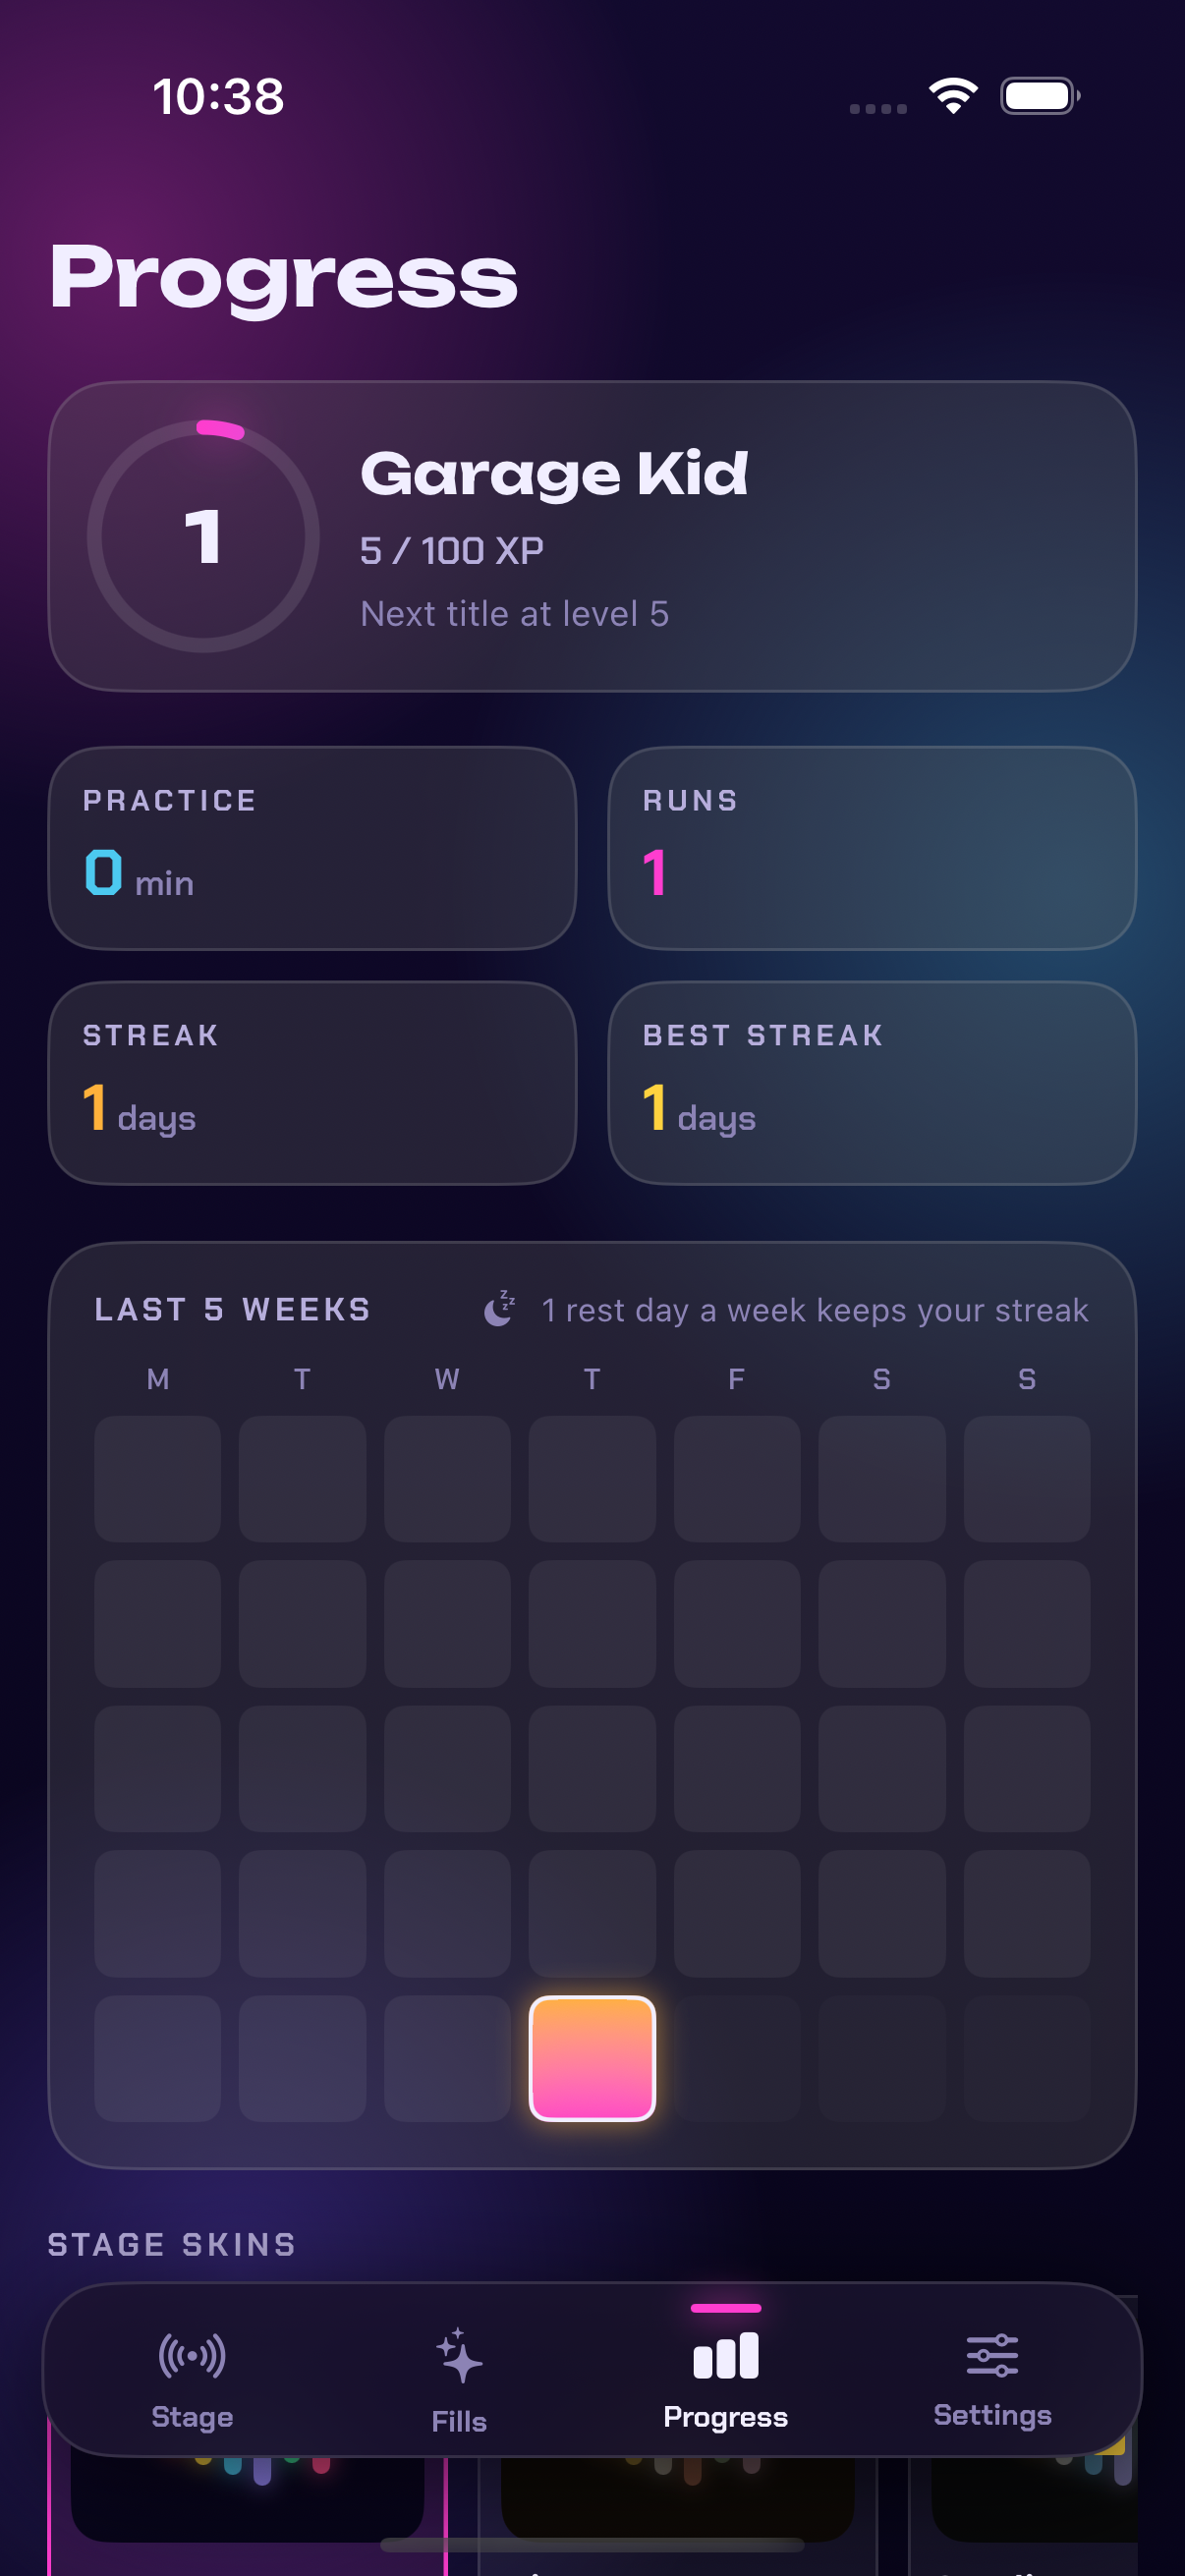 10:38
Progress
1
Garage Kid
5 / 100 XP
Next title at level 5
PRACTICE
0 min
RUNS
1
STREAK
1 days
BEST STREAK
1 days
LAST 5 WEEKS
1 rest day a week keeps your streak
M T W T F S S
STAGE SKINS
Stage
Fills
Progress
Settings